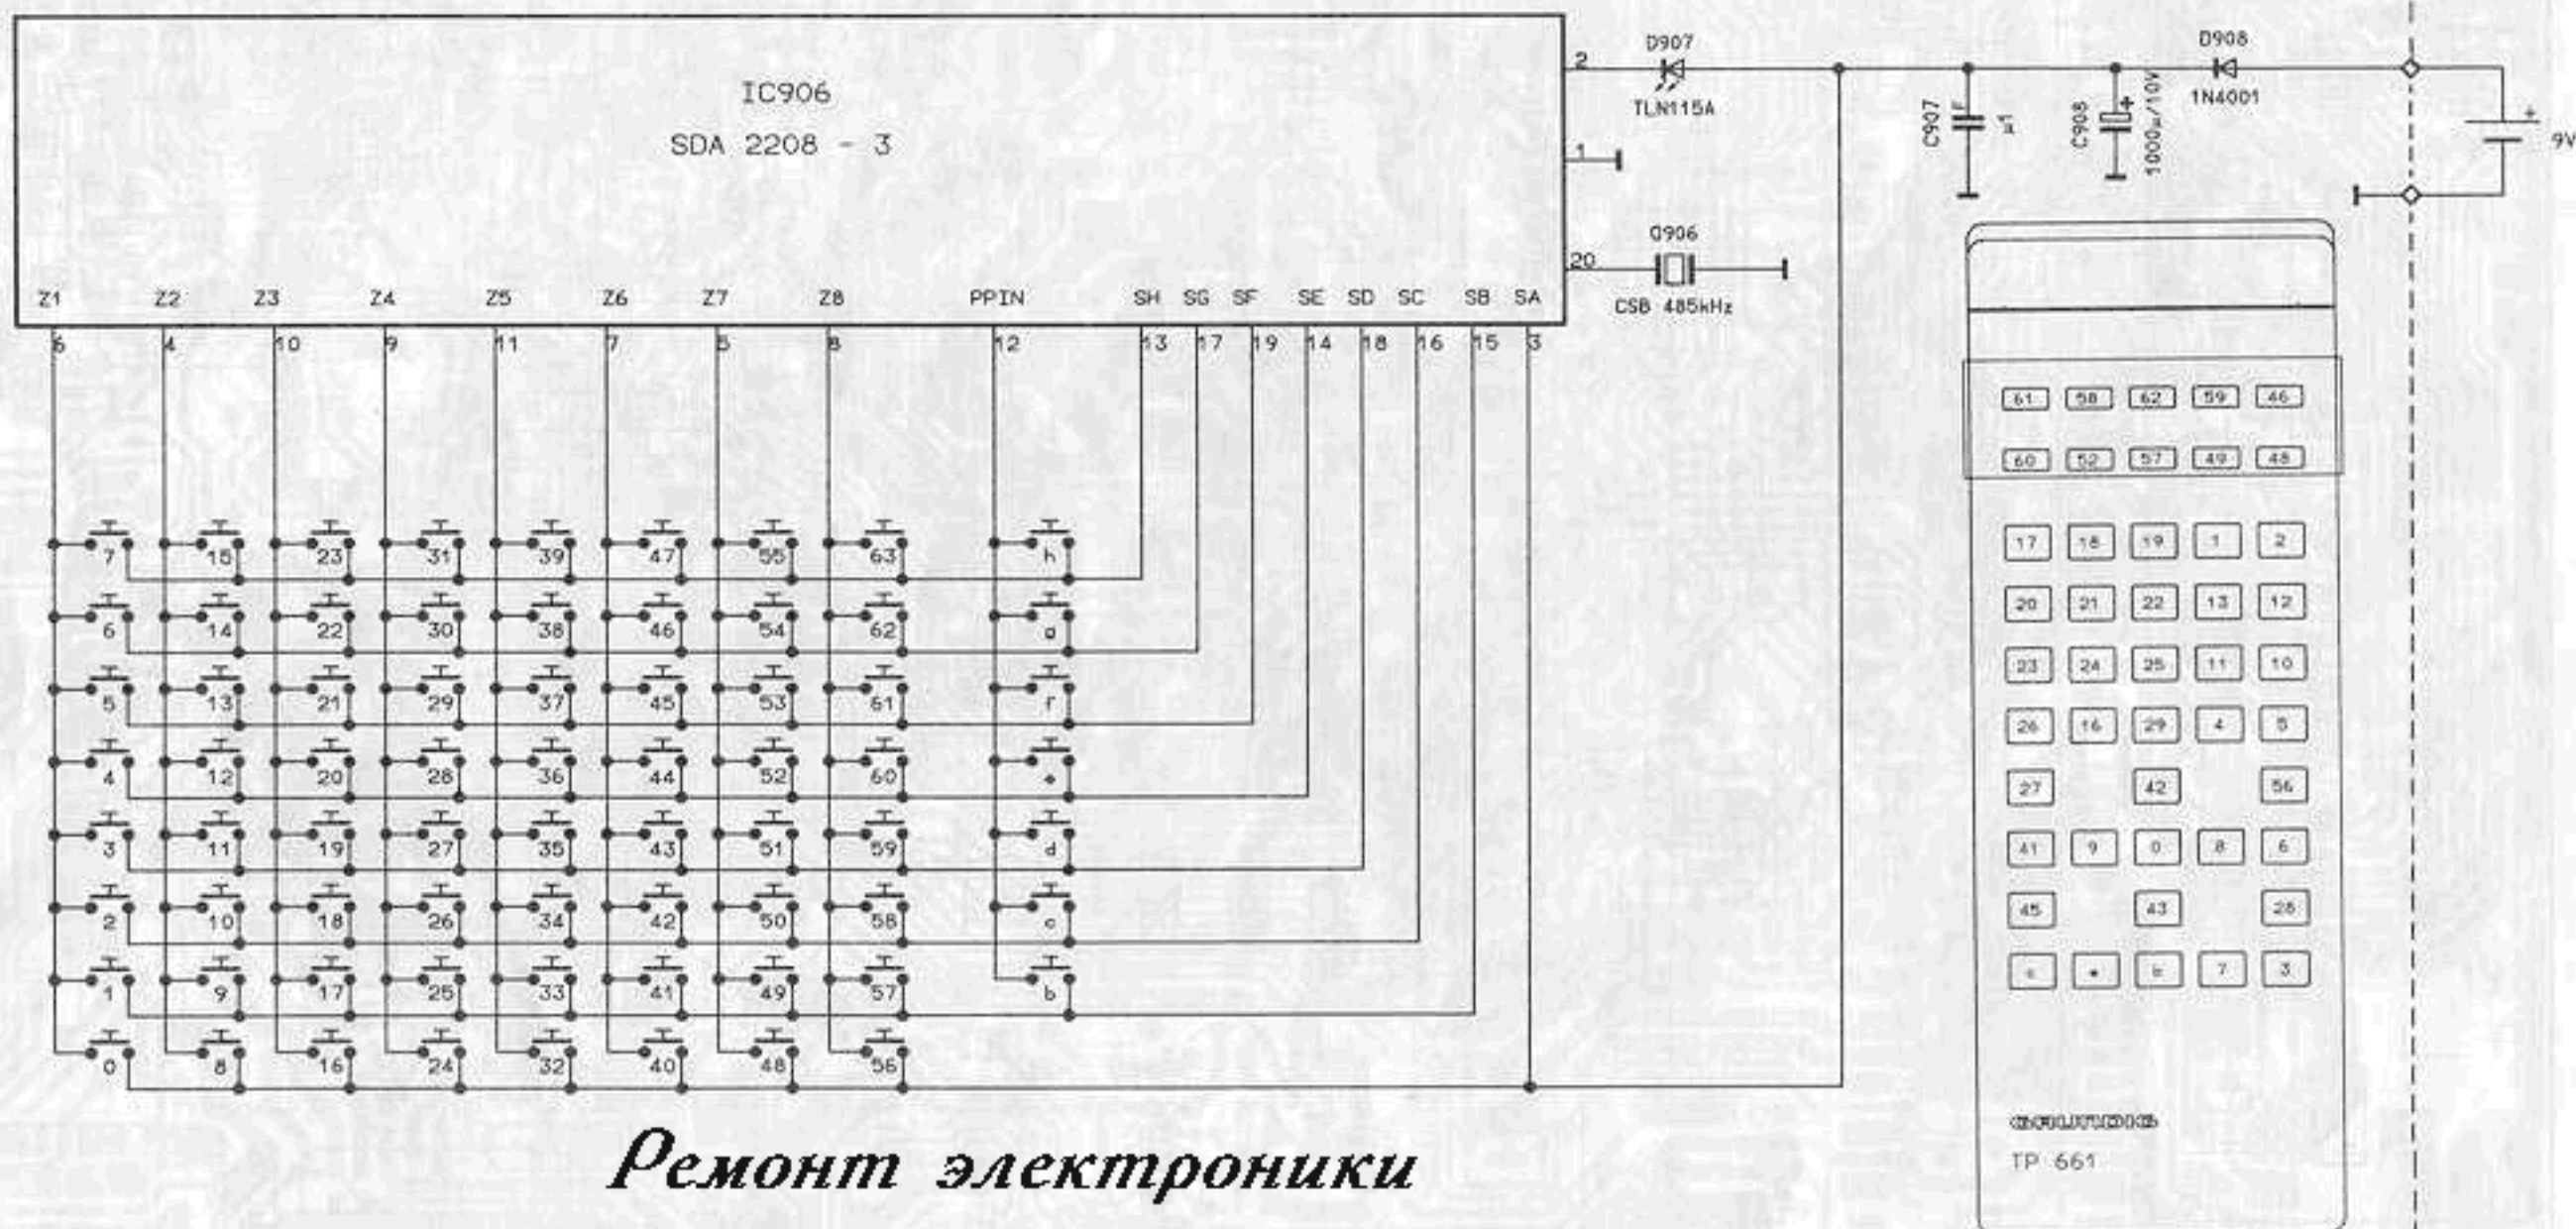 IC906
SDA 2208 - 3
Z1 Z2 Z3 Z4 Z5 Z6 Z7 Z8 PPIN SH SG SF SE SD SC SB SA
6 4 10 9 11 7 5 8 12 13 17 19 14 18 16 15 3
2
1
20
D907
TLN115A
Q906
CSB 485kHz
C907
µ1
C908
+
1000µ/10V
D908
1N4001
+
9V
7 15 23 31 39 47 55 63 h
6 14 22 30 38 46 54 62 g
5 13 21 29 37 45 53 61 f
4 12 20 28 36 44 52 60 e
3 11 19 27 35 43 51 59 d
2 10 18 26 34 42 50 58 c
1 9 17 25 33 41 49 57 b
0 8 16 24 32 40 48 56
61 58 62 59 46
60 52 57 49 48
17 18 19 1 2
20 21 22 13 12
23 24 25 11 10
26 16 29 4 5
27 42 56
41 9 0 8 6
45 43 28
7 3
GRUNDIG
TP 661
Ремонт электроники